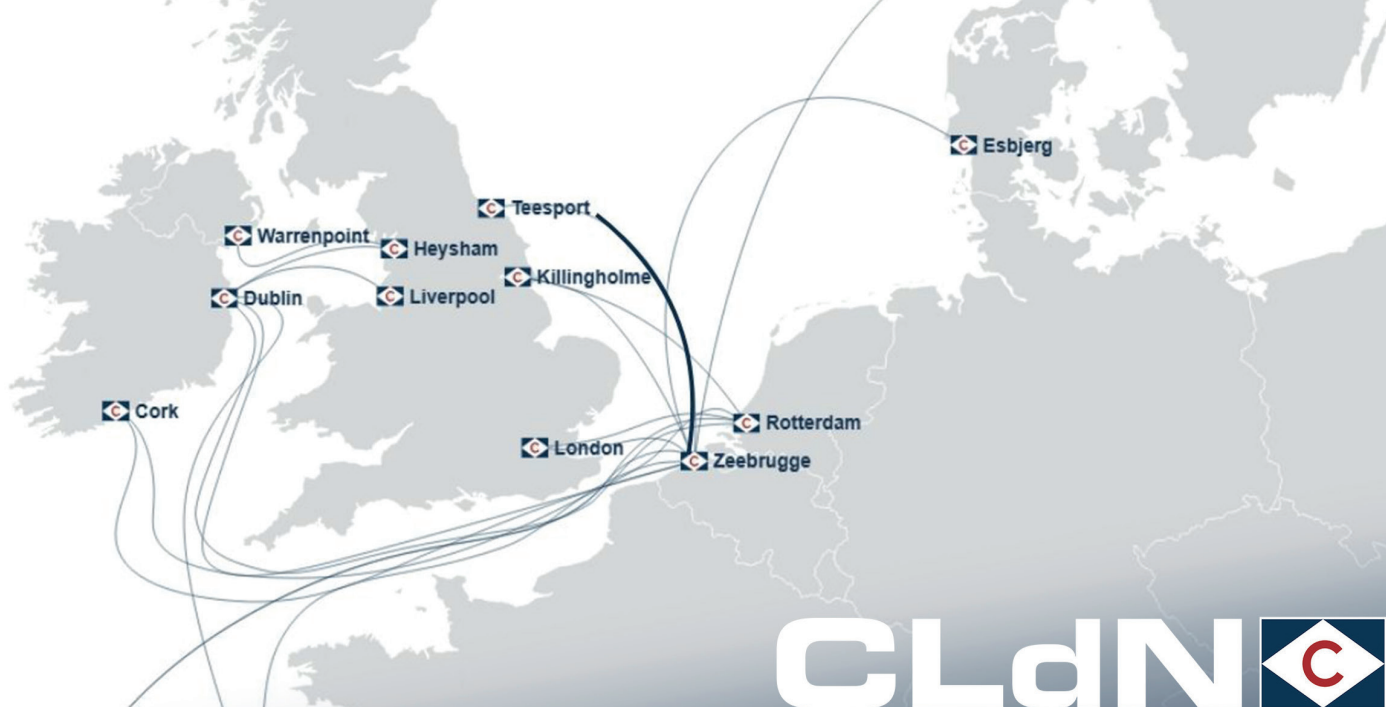 Esbjerg
Teesport
Warrenpoint
Heysham
Killingholme
Dublin
Liverpool
Cork
Rotterdam
London
Zeebrugge
CLdN C